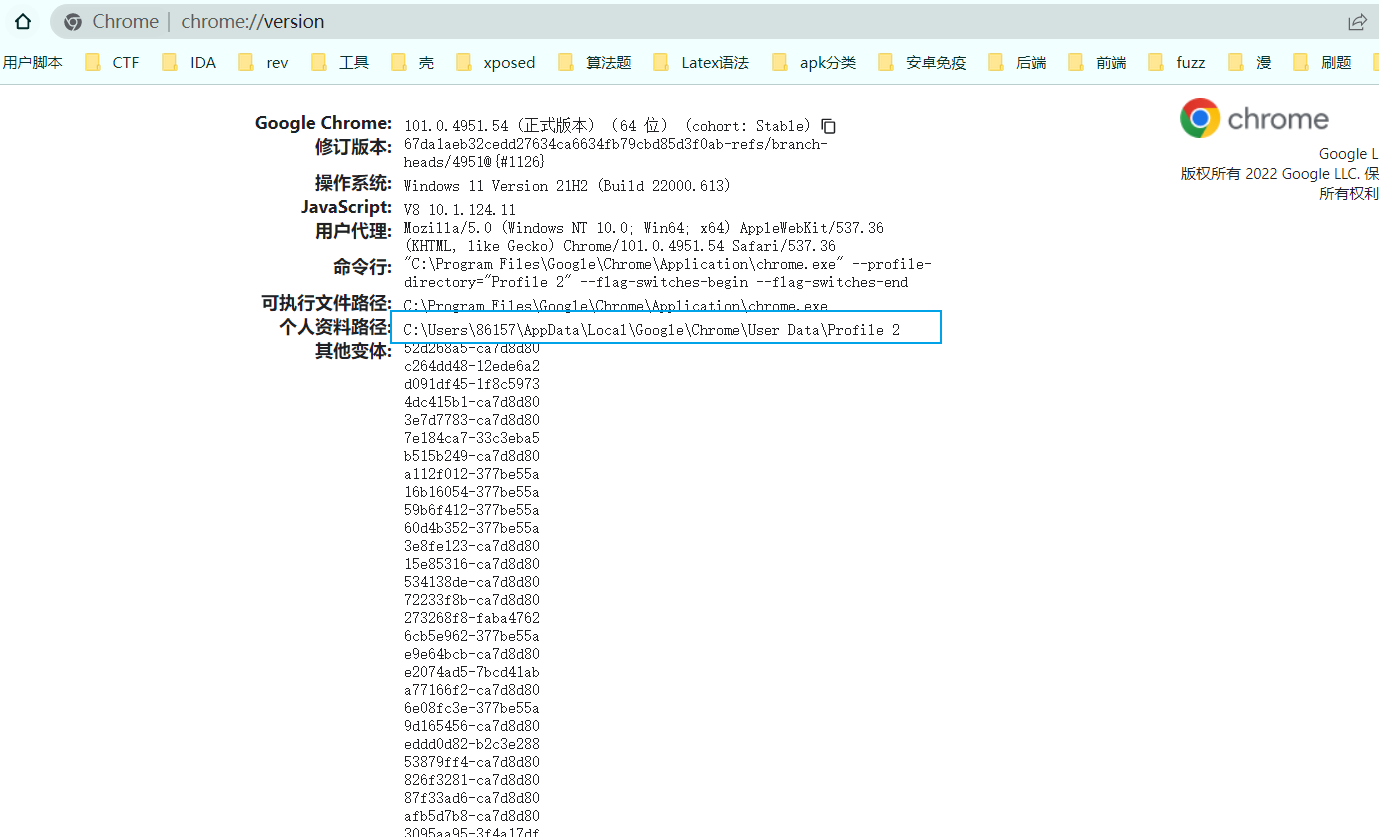 Chrome | chrome://version
用户脚本 CTF IDA rev 工具 壳 xposed 算法题 Latex语法 apk分类 安卓免疫 后端 前端 fuzz 漫 刷题
chrome
Google L
版权所有 2022 Google LLC. 保
所有权利
Google Chrome: 101.0.4951.54 (正式版本) (64 位) (cohort: Stable)
修订版本: 67da1aeb32cedd27634ca6634fb79cbd85d3f0ab-refs/branch-
heads/4951@{#1126}
操作系统: Windows 11 Version 21H2 (Build 22000.613)
JavaScript: V8 10.1.124.11
用户代理: Mozilla/5.0 (Windows NT 10.0; Win64; x64) AppleWebKit/537.36
(KHTML, like Gecko) Chrome/101.0.4951.54 Safari/537.36
命令行: "C:\Program Files\Google\Chrome\Application\chrome.exe" --profile-
directory="Profile 2" --flag-switches-begin --flag-switches-end
可执行文件路径: C:\Program Files\Google\Chrome\Application\chrome.exe
个人资料路径: C:\Users\86157\AppData\Local\Google\Chrome\User Data\Profile 2
其他变体: 52d268a5-ca7d8d80
c264dd48-12ede6a2
d091df45-1f8c5973
4dc415b1-ca7d8d80
3e7d7783-ca7d8d80
7e184ca7-33c3eba5
b515b249-ca7d8d80
a112f012-377be55a
16b16054-377be55a
59b6f412-377be55a
60d4b352-377be55a
3e8fe123-ca7d8d80
15e85316-ca7d8d80
534138de-ca7d8d80
72233f8b-ca7d8d80
273268f8-faba4762
6cb5e962-377be55a
e9e64bcb-ca7d8d80
e2074ad5-7bcd41ab
a77166f2-ca7d8d80
6e08fc3e-377be55a
9d165456-ca7d8d80
eddd0d82-b2c3e288
53879ff4-ca7d8d80
826f3281-ca7d8d80
87f33ad6-ca7d8d80
afb5d7b8-ca7d8d80
3095aa95-3f4a17df